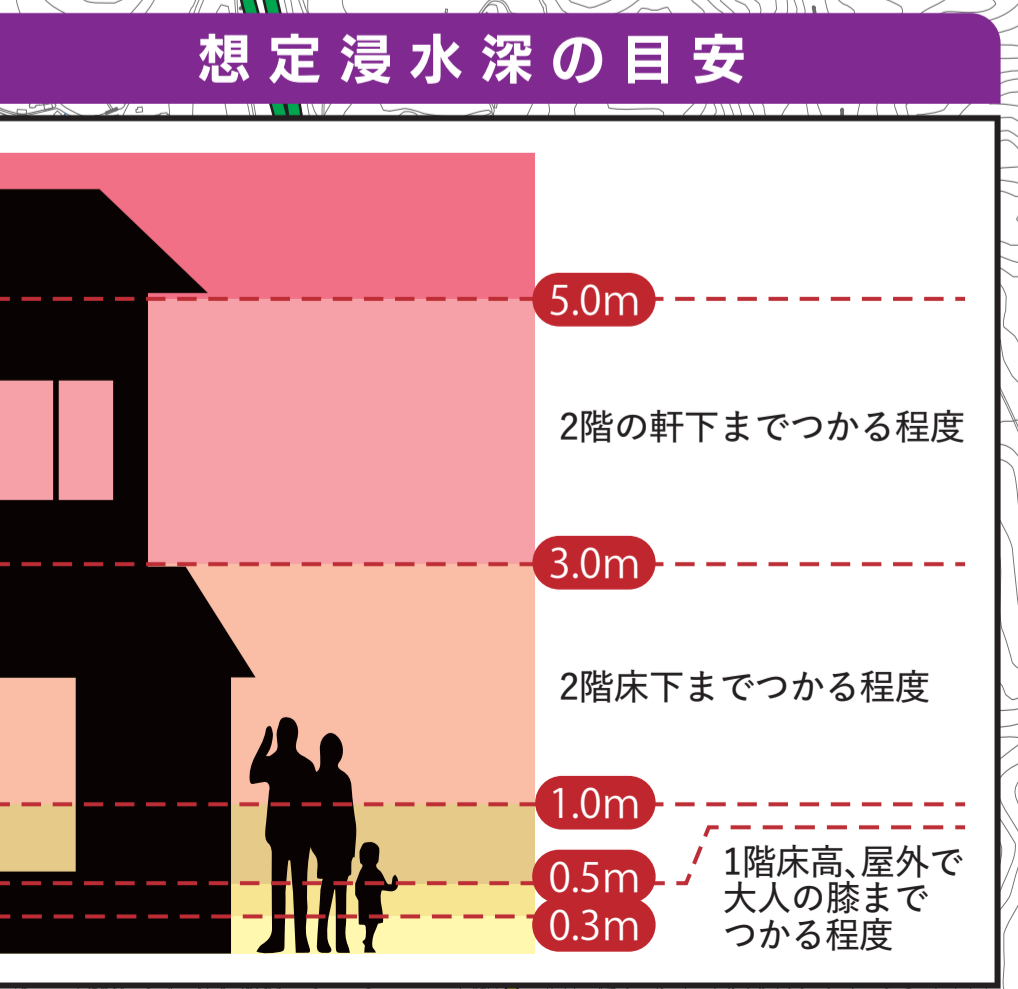 想定浸水深の目安
5.0m
2階の軒下までつかる程度
3.0m
2階床下までつかる程度
1.0m
0.5m
1階床高、屋外で
大人の膝まで
つかる程度
0.3m